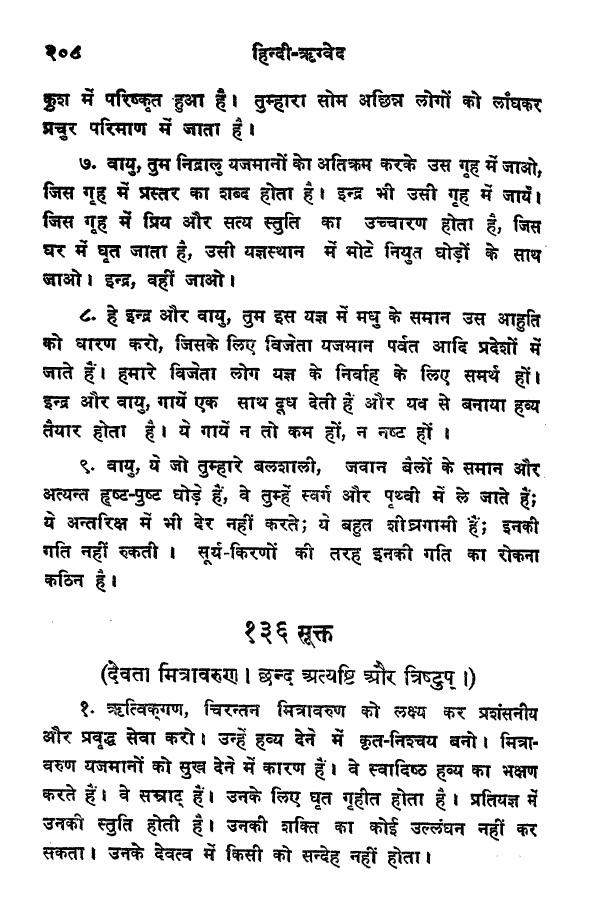 २०८ हिन्दी-ऋग्वेद
कुश में परिष्कृत हुआ है। तुम्हारा सोम अछिन्न लोगों को लाँघकर
प्रचुर परिमाण में जाता है।
७. वायु, तुम निद्रालु यजमानों को अतिक्रम करके उस गृह में जाओ,
जिस गृह में प्रस्तर का शब्द होता है। इन्द्र भी उसी गृह में जायँ।
जिस गृह में प्रिय और सत्य स्तुति का उच्चारण होता है, जिस
घर में घृत जाता है, उसी यज्ञस्थान में मोटे नियुत घोड़ों के साथ
जाओ। इन्द्र, वहीं जाओ।
८. हे इन्द्र और वायु, तुम इस यज्ञ में मधु के समान उस आहुति
को धारण करो, जिसके लिए विजेता यजमान पर्वत आदि प्रदेशों में
जाते हैं। हमारे विजेता लोग यज्ञ के निर्वाह के लिए समर्थ हों।
इन्द्र और वायु, गायें एक साथ दूध देती हैं और यव से बनाया हव्य
तैयार होता है। ये गायें न तो कम हों, न नष्ट हों ।
९. वायु, ये जो तुम्हारे बलशाली, जवान बैलों के समान और
अत्यन्त हृष्ट-पुष्ट घोड़े हैं, वे तुम्हें स्वर्ग और पृथ्वी में ले जाते हैं;
ये अन्तरिक्ष में भी देर नहीं करते; ये बहुत शीघ्रगामी हैं; इनकी
गति नहीं रुकती । सूर्य-किरणों की तरह इनकी गति का रोकना
कठिन है।
१३६ सूक्त
(देवता मित्रावरुण। छन्द अत्यष्टि और त्रिष्टुप् ।)
१. ऋत्विक्गण, चिरन्तन मित्रावरुण को लक्ष्य कर प्रशंसनीय
और प्रवृद्ध सेवा करो। उन्हें हव्य देने में कृत-निश्चय बनो। मित्रा-
वरुण यजमानों को सुख देने में कारण हैं। वे स्वादिष्ठ हव्य का भक्षण
करते हैं। वे सम्राट् हैं। उनके लिए घृत गृहीत होता है। प्रतियज्ञ में
उनकी स्तुति होती है। उनकी शक्ति का कोई उल्लंघन नहीं कर
सकता। उनके देवत्व में किसी को सन्देह नहीं होता।